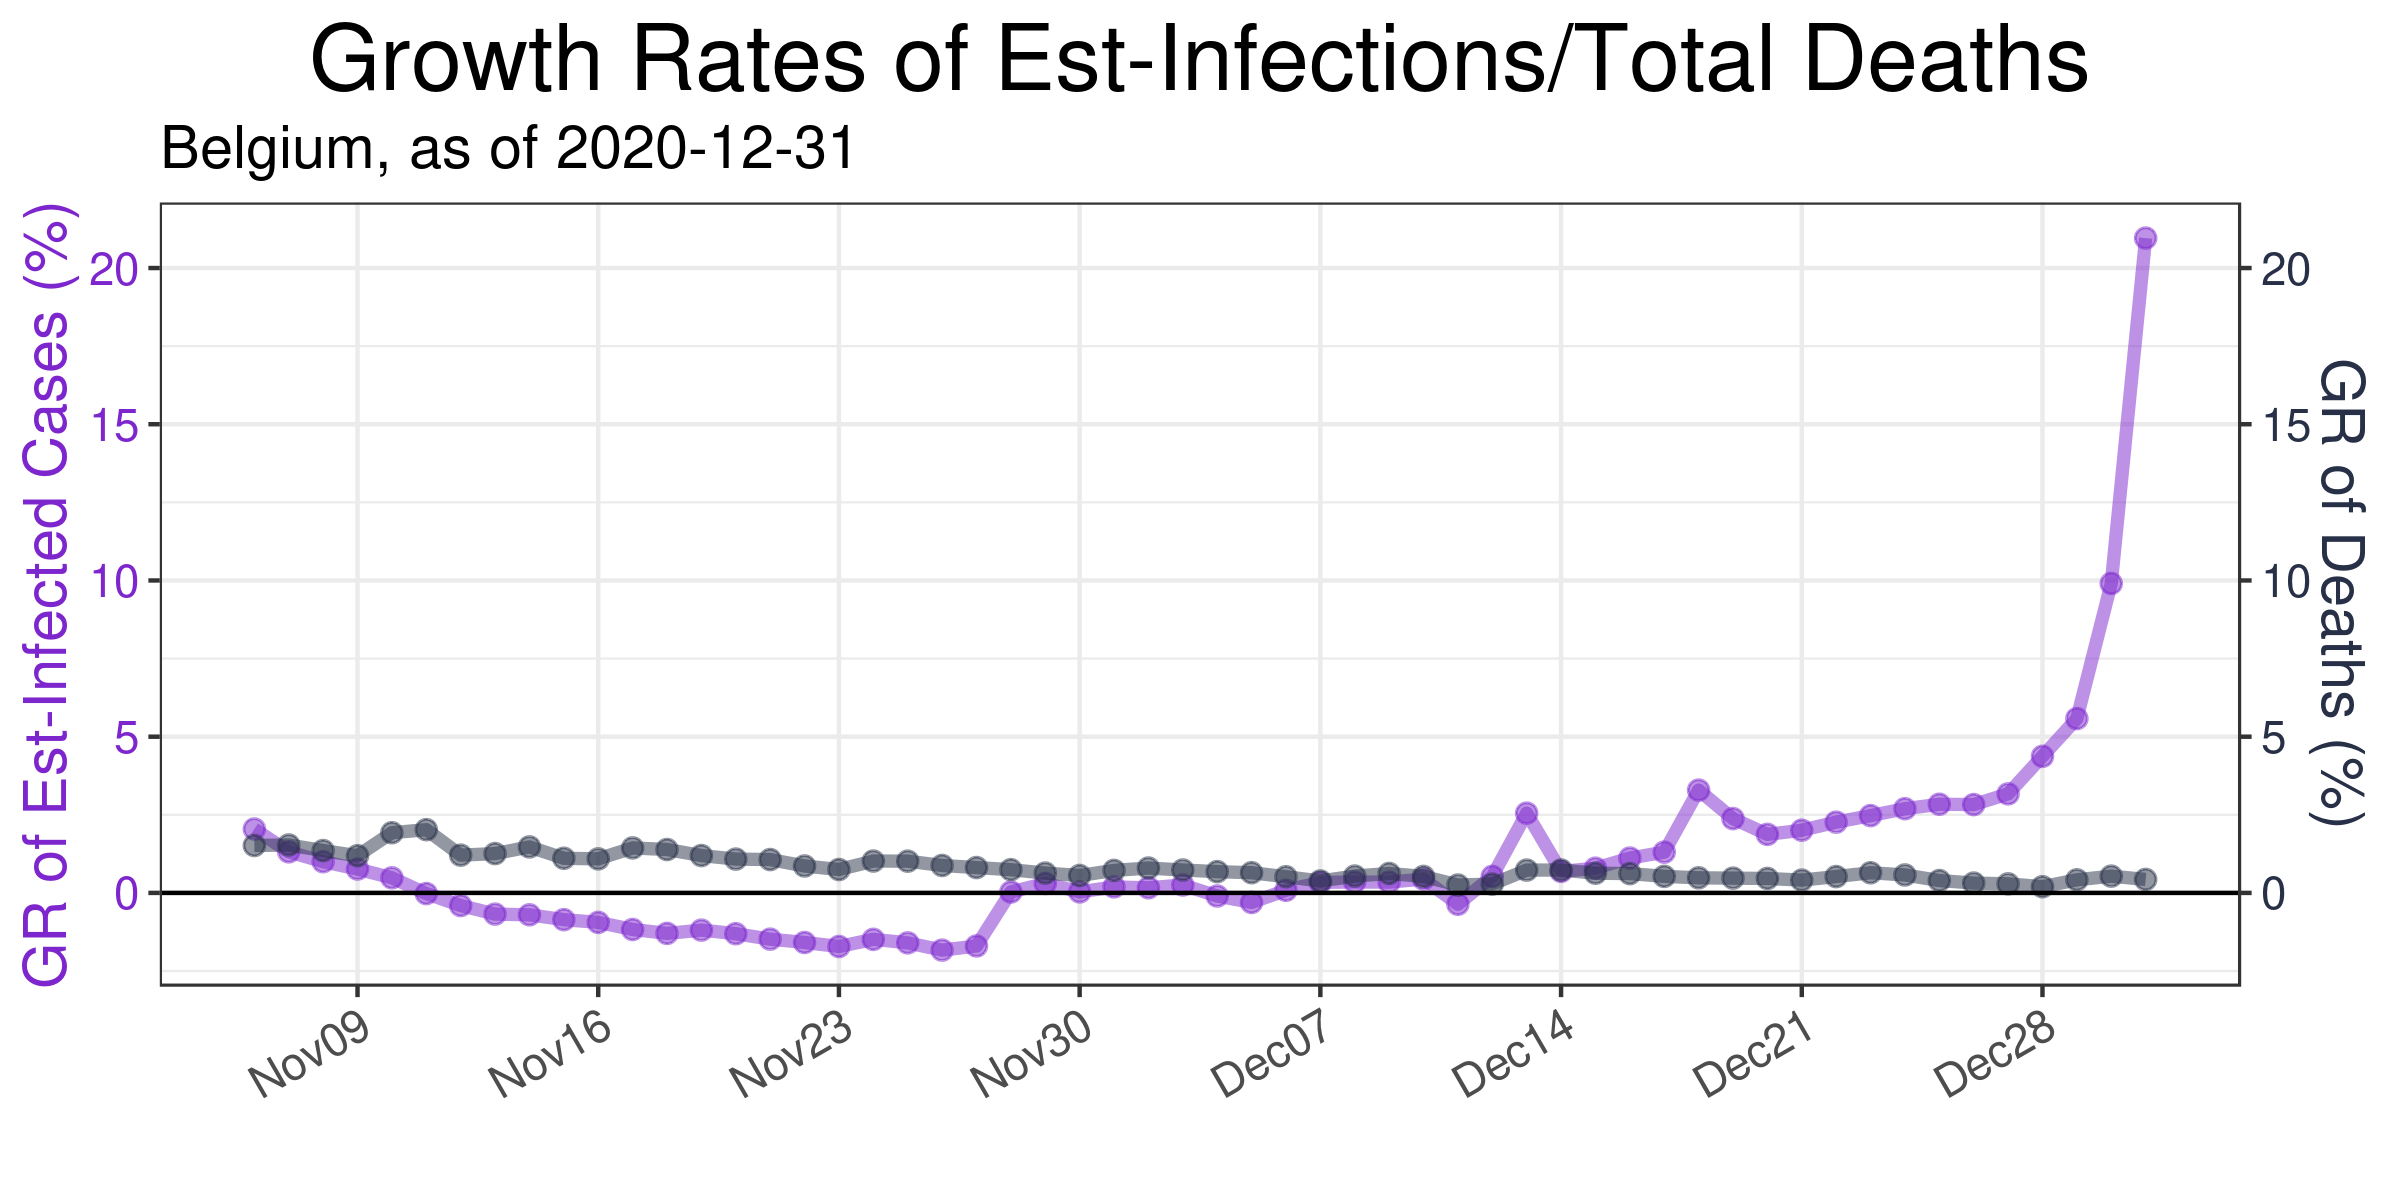 Growth Rates of Est-Infections/Total Deaths
Belgium, as of 2020-12-31
GR of Est-Infected Cases (%)
20
15
10
5
0
20
15
10
5
0
GR of Deaths (%)
Nov09
Nov16
Nov23
Nov30
Dec07
Dec14
Dec21
Dec28